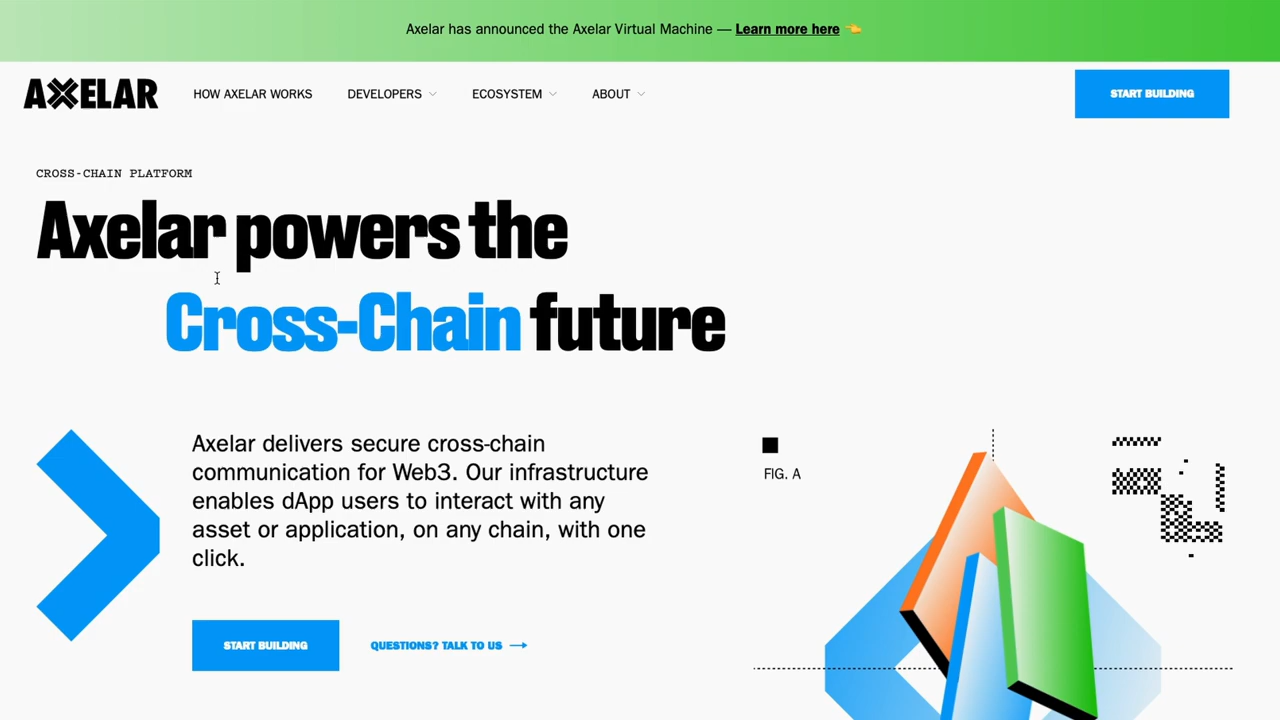 Axelar has announced the Axelar Virtual Machine — Learn more here 👈
AXELAR
HOW AXELAR WORKS
DEVELOPERS
ECOSYSTEM
ABOUT
START BUILDING
CROSS-CHAIN PLATFORM
Axelar powers the
Cross-Chain future
Axelar delivers secure cross-chain
communication for Web3. Our infrastructure
enables dApp users to interact with any
asset or application, on any chain, with one
click.
START BUILDING
QUESTIONS? TALK TO US →
FIG. A